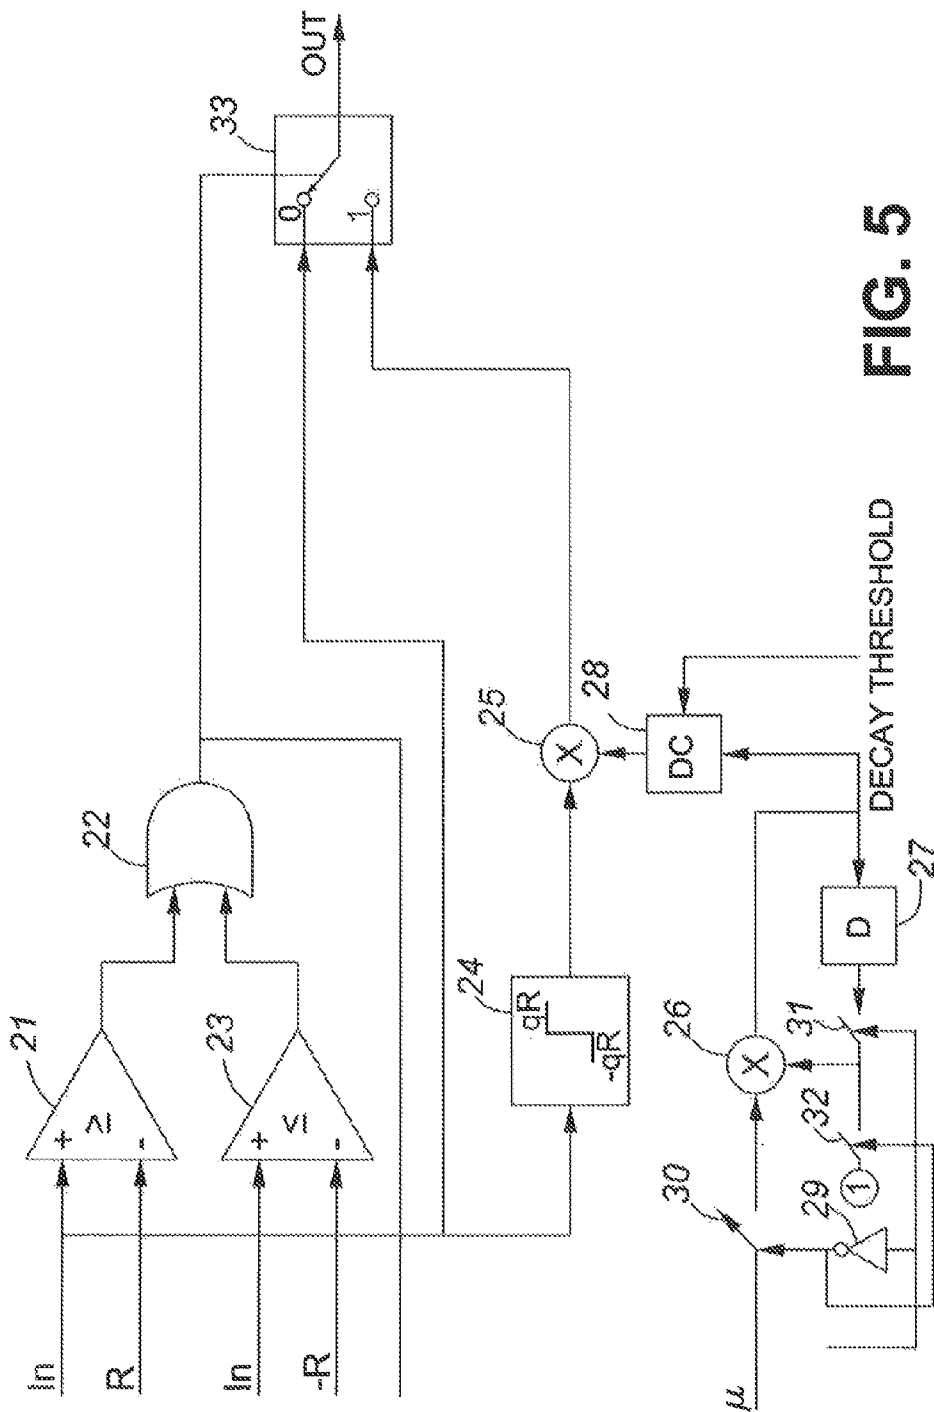 In
R
In
-R
μ
+
≥
-
21
+
≤
-
23
22
33
0
1
OUT
24
qR
-qR
X
25
DC
28
DECAY THRESHOLD
X
26
D
27
30
31
32
1
29
FIG. 5